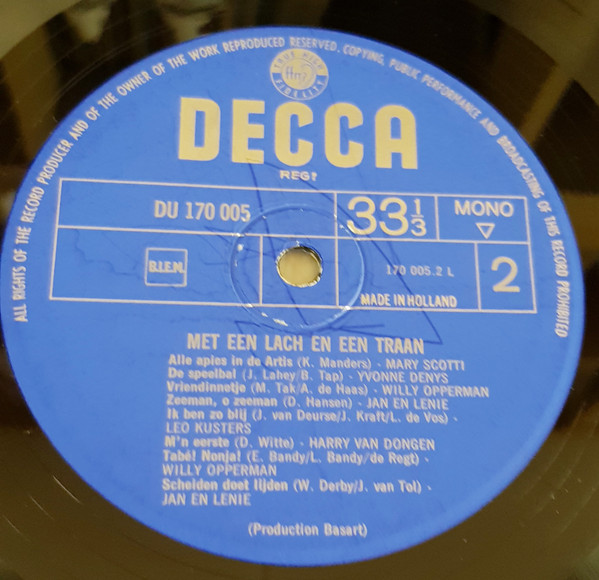 ALL RIGHTS OF THE RECORD PRODUCER AND OF THE OWNER OF THE WORK REPRODUCED RESERVED. COPYING, PUBLIC PERFORMANCE AND BROADCASTING OF THIS RECORD PROHIBITED
DECCA
REGD
DU 170 005
33 1/3
MONO
B.I.E.M.
170 005.2 L
2
MADE IN HOLLAND
MET EEN LACH EN EEN TRAAN
Alle apies in de Artis (K. Manders) - MARY SCOTTI
De speelbal (J. Lahey/B. Tap) - YVONNE DENYS
Vriendinnetje (M. Tak/A. de Haas) - WILLY OPPERMAN
Zeeman, o zeeman (D. Hansen) - JAN EN LENIE
Ik ben zo blij (J. van Deurse/J. Kraft/L. de Vos) -
LEO KUSTERS
M'n eerste (D. Witte) - HARRY VAN DONGEN
Tabé! Nonja! (E. Bandy/L. Bandy/de Regt) -
WILLY OPPERMAN
Scheiden doet lijden (W. Derby/J. van Tol) -
JAN EN LENIE
(Production Basart)